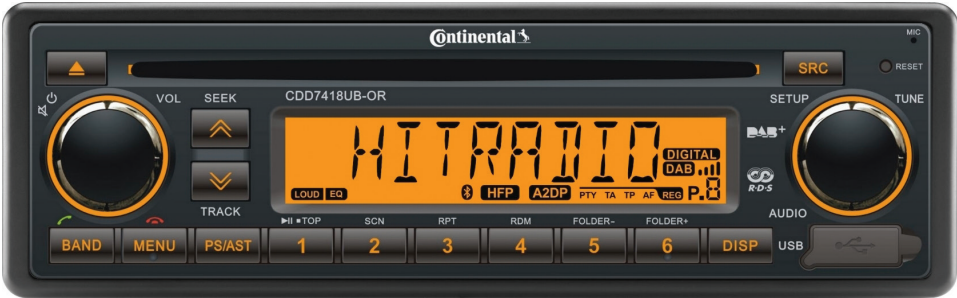 Continental
MIC
SRC
RESET
VOL
SEEK
CDD7418UB-OR
SETUP
TUNE
HITRADIO
DIGITAL
DAB
DAB+
LOUD EQ
HFP A2DP PTY TA TP AF REG P.8
R·D·S
TRACK
AUDIO
TOP
SCN
RPT
RDM
FOLDER-
FOLDER+
BAND
MENU
PS/AST
1
2
3
4
5
6
DISP
USB